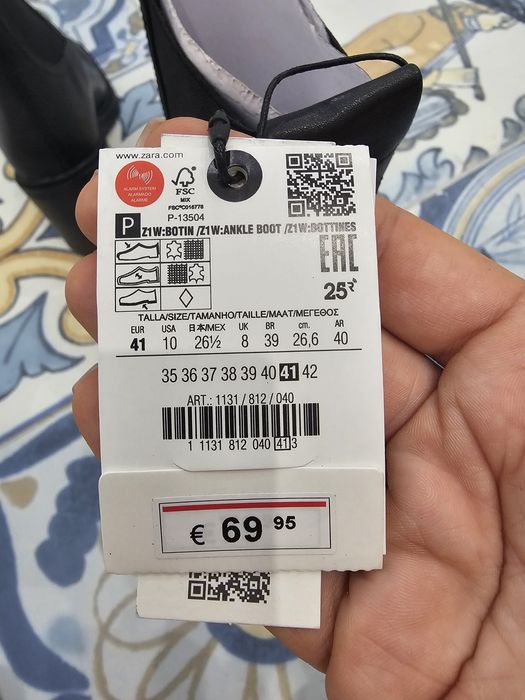 www.zara.com
ALARM SYSTEM
ALARMADO
ALARME
FSC
MIX
FSC®C016778
P-13504
P Z1W:BOTIN /Z1W:ANKLE BOOT /Z1W:BOTTINES
EAC
25
TALLA/SIZE/TAMANHO/TAILLE/MAAT/ΜΕΓΕΘΟΣ
EUR USA 日本/MEX UK BR cm. AR
41 10 26½ 8 39 26,6 40
35 36 37 38 39 40 41 42
ART.: 1131 / 812 / 040
1 1131 812 040 41 3
€ 69 95